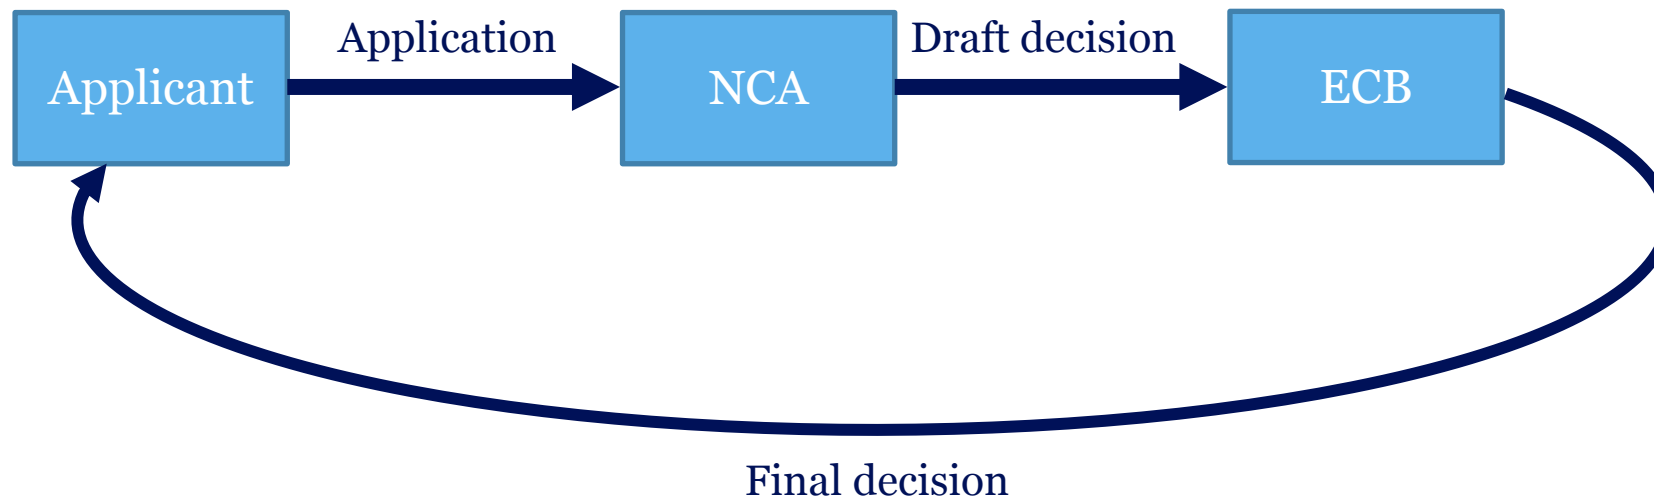 Application
Draft decision
Applicant
NCA
ECB
Final decision